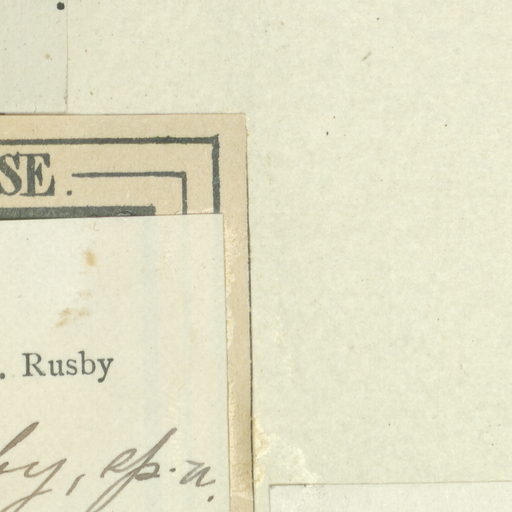 SE.
. Rusby
by, sp. n.